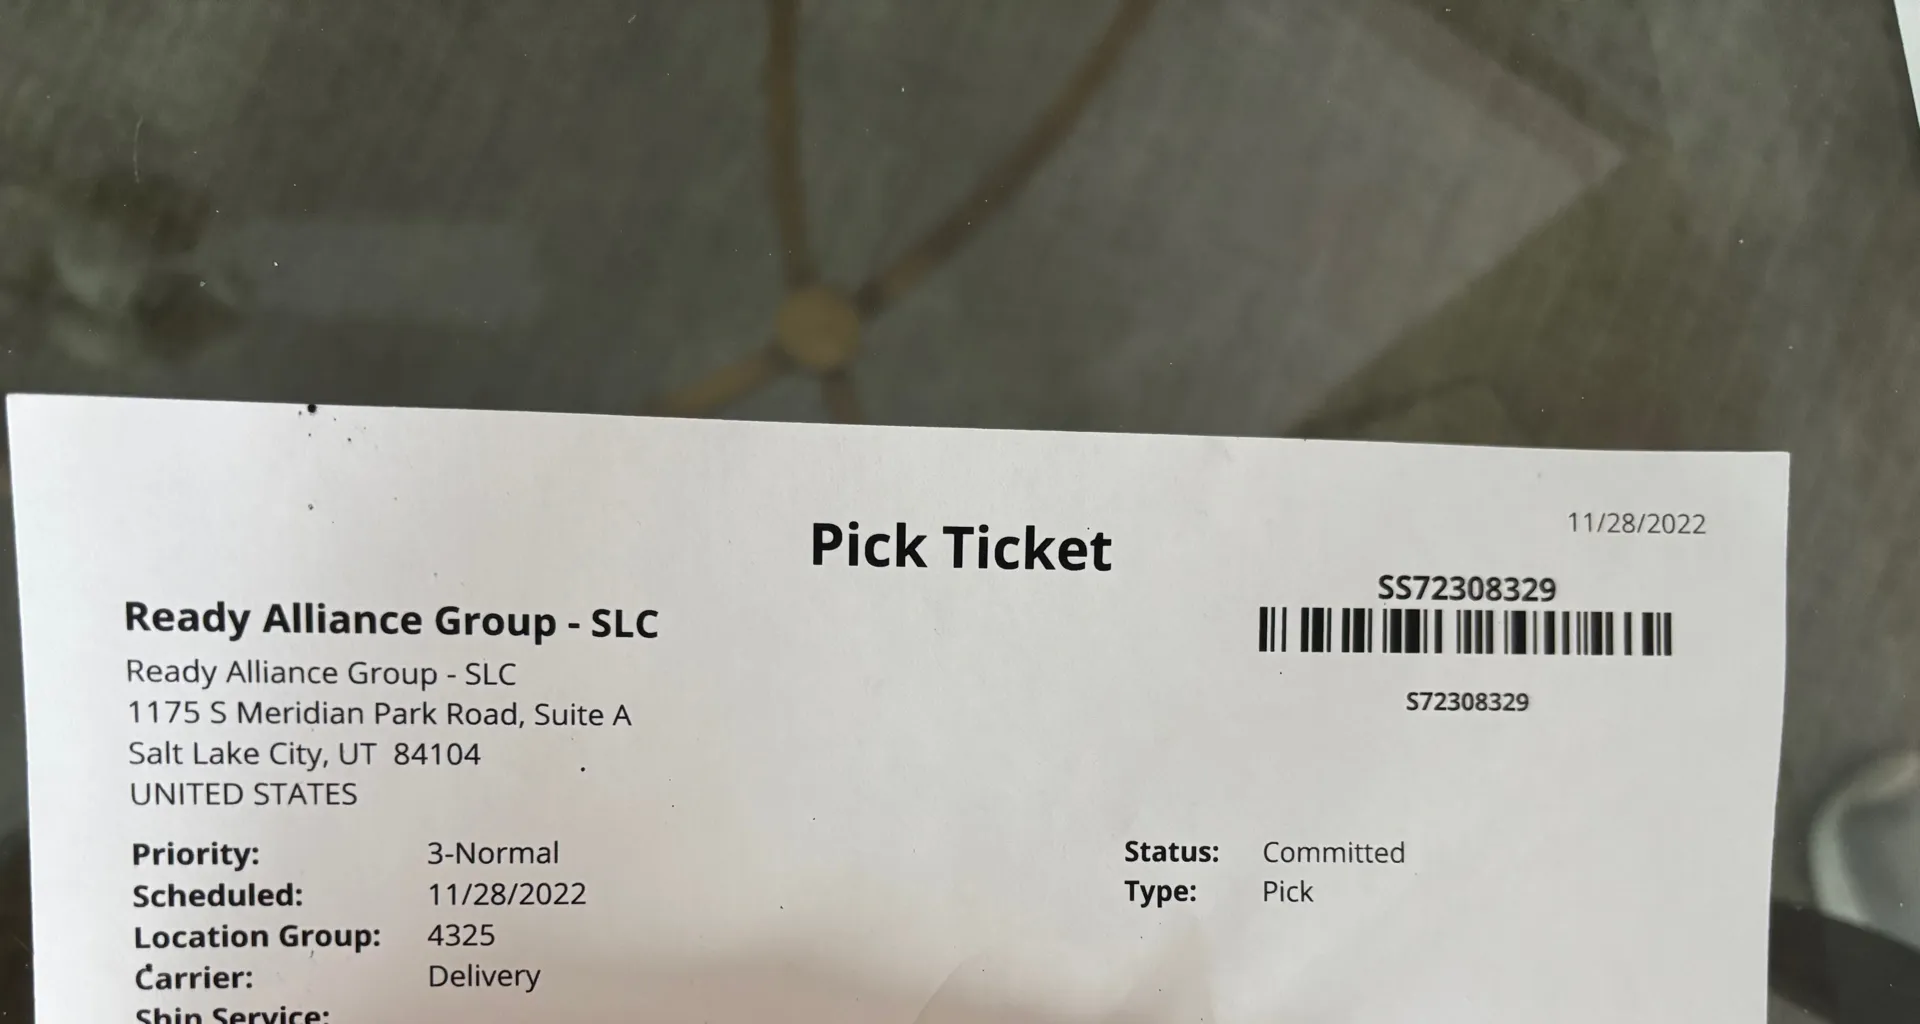 Pick Ticket
11/28/2022
SS72308329
S72308329
Ready Alliance Group - SLC
Ready Alliance Group - SLC
1175 S Meridian Park Road, Suite A
Salt Lake City, UT 84104
UNITED STATES
Priority: 3-Normal
Scheduled: 11/28/2022
Location Group: 4325
Carrier: Delivery
Ship Service:
Status: Committed
Type: Pick